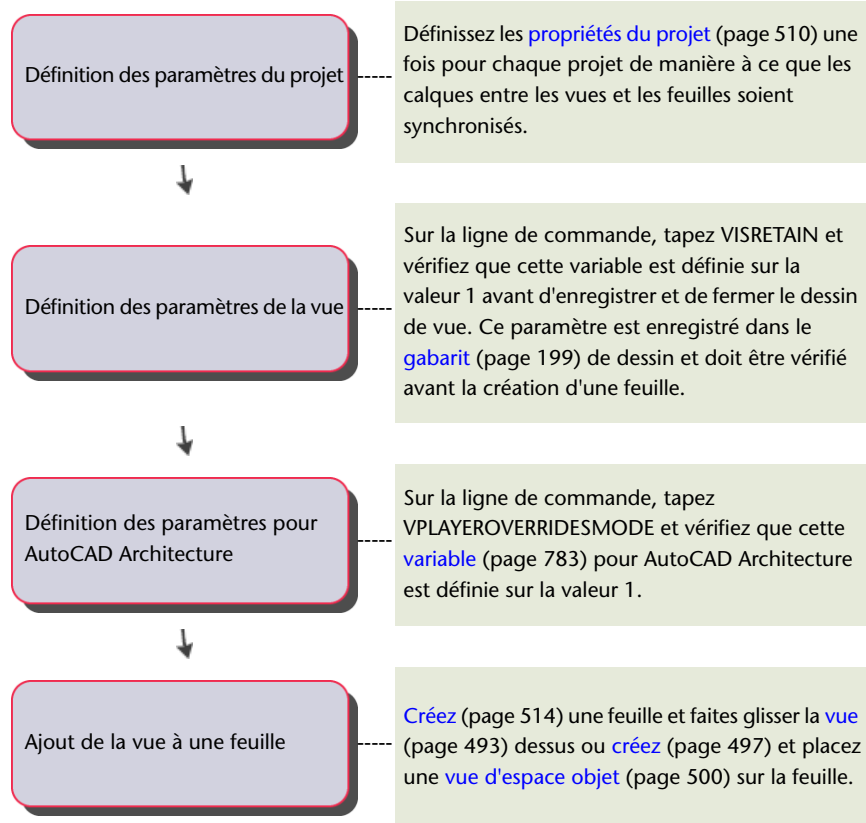 Définition des paramètres du projet
Définissez les propriétés du projet (page 510) une
fois pour chaque projet de manière à ce que les
calques entre les vues et les feuilles soient
synchronisés.
Définition des paramètres de la vue
Sur la ligne de commande, tapez VISRETAIN et
vérifiez que cette variable est définie sur la
valeur 1 avant d'enregistrer et de fermer le dessin
de vue. Ce paramètre est enregistré dans le
gabarit (page 199) de dessin et doit être vérifié
avant la création d'une feuille.
Définition des paramètres pour
AutoCAD Architecture
Sur la ligne de commande, tapez
VPLAYEROVERRIDESMODE et vérifiez que cette
variable (page 783) pour AutoCAD Architecture
est définie sur la valeur 1.
Ajout de la vue à une feuille
Créez (page 514) une feuille et faites glisser la vue
(page 493) dessus ou créez (page 497) et placez
une vue d'espace objet (page 500) sur la feuille.